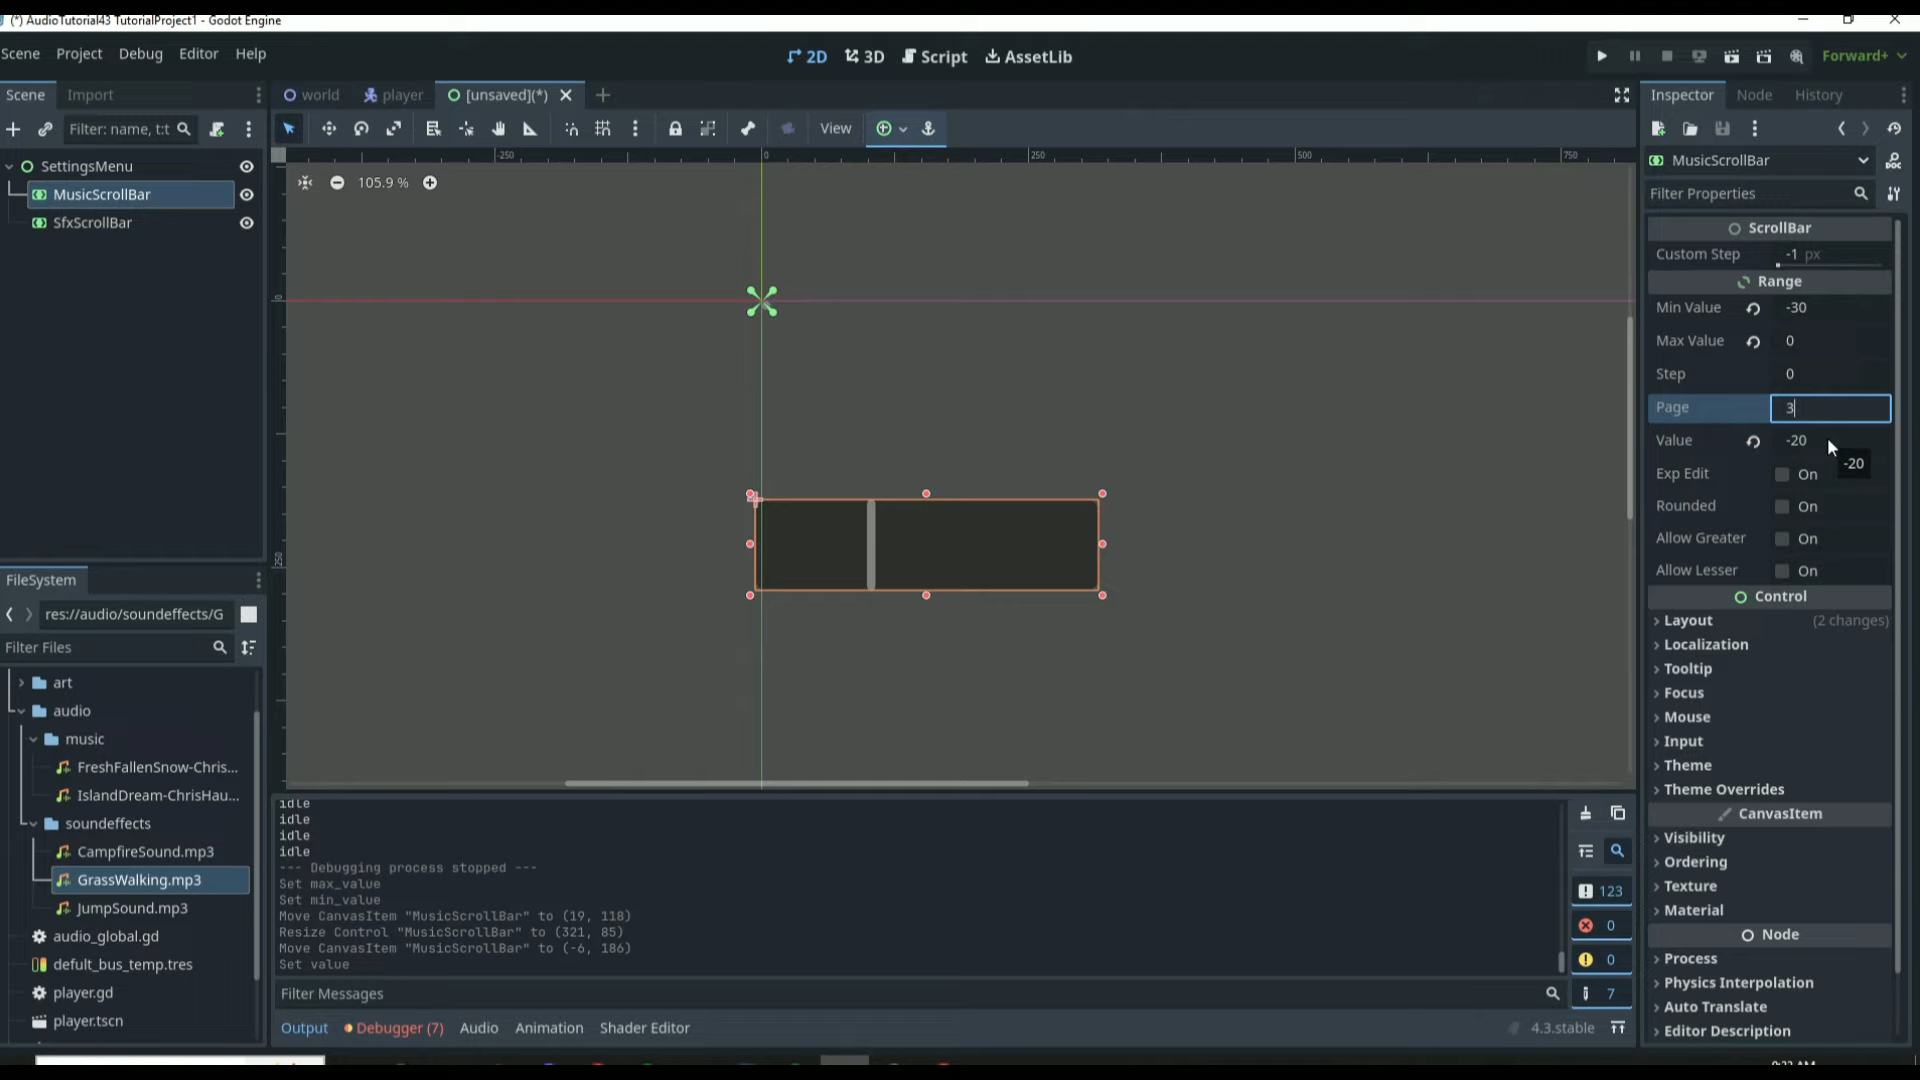 (*) AudioTutorial43 TutorialProject1 - Godot Engine
Scene Project Debug Editor Help
2D 3D Script AssetLib
Forward+
Scene Import
world player [unsaved](*)
Inspector Node History
Filter: name, t:t
View
SettingsMenu
MusicScrollBar
SfxScrollBar
-250 0 250 500 750
105.9 %
0
250
MusicScrollBar
Filter Properties
ScrollBar
Custom Step -1 px
Range
Min Value -30
Max Value 0
Step 0
Page 3
Value -20
-20
Exp Edit On
Rounded On
Allow Greater On
Allow Lesser On
Control
Layout (2 changes)
Localization
Tooltip
Focus
Mouse
Input
Theme
Theme Overrides
CanvasItem
Visibility
Ordering
Texture
Material
Node
Process
Physics Interpolation
Auto Translate
Editor Description
FileSystem
res://audio/soundeffects/G
Filter Files
art
audio
music
FreshFallenSnow-Chris...
IslandDream-ChrisHau...
soundeffects
CampfireSound.mp3
GrassWalking.mp3
JumpSound.mp3
audio_global.gd
defult_bus_temp.tres
player.gd
player.tscn
idle
idle
idle
idle
--- Debugging process stopped ---
Set max_value
Set min_value
Move CanvasItem "MusicScrollBar" to (19, 118)
Resize Control "MusicScrollBar" to (321, 85)
Move CanvasItem "MusicScrollBar" to (-6, 186)
Set value
123
0
0
7
Filter Messages
Output Debugger (7) Audio Animation Shader Editor
4.3.stable